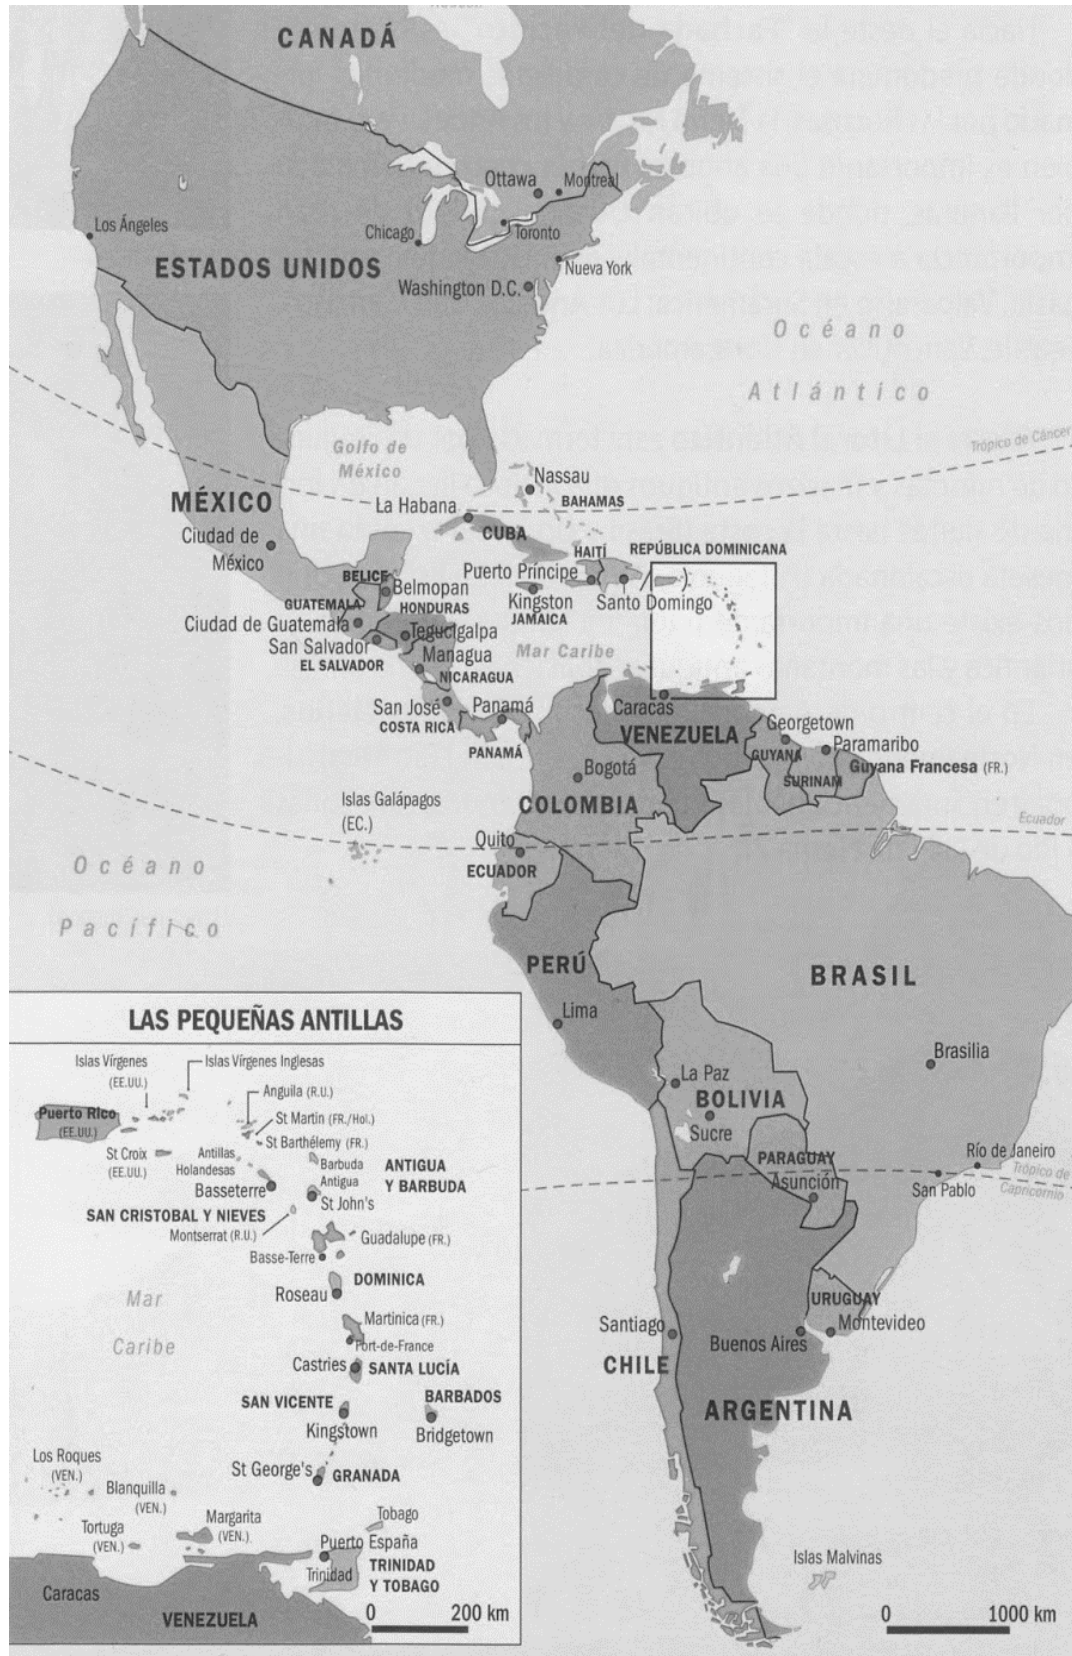 CANADÁ
Ottawa
Montreal
Los Ángeles
Chicago
Toronto
ESTADOS UNIDOS
Nueva York
Washington D.C.
Océano
Atlántico
Golfo de
México
Trópico de Cáncer
Nassau
BAHAMAS
MÉXICO
La Habana
CUBA
Ciudad de
México
HAITÍ
REPÚBLICA DOMINICANA
BELICE
Belmopan
Puerto Príncipe
Kingston
JAMAICA
Santo Domingo
GUATEMALA
HONDURAS
Ciudad de Guatemala
Tegucigalpa
San Salvador
EL SALVADOR
Managua
NICARAGUA
Mar Caribe
San José
COSTA RICA
Panamá
PANAMÁ
Caracas
VENEZUELA
Georgetown
GUYANA
Paramaribo
SURINAM
Guyana Francesa (FR.)
Bogotá
COLOMBIA
Islas Galápagos
(EC.)
Ecuador
Quito
ECUADOR
Océano
Pacífico
PERÚ
BRASIL
Lima
Brasilia
La Paz
BOLIVIA
Sucre
PARAGUAY
Asunción
Río de Janeiro
San Pablo
Trópico de
Capricornio
URUGUAY
Montevideo
Santiago
Buenos Aires
CHILE
ARGENTINA
Islas Malvinas
0 1000 km
LAS PEQUEÑAS ANTILLAS
Islas Vírgenes
(EE.UU.)
Islas Vírgenes Inglesas
Anguila (R.U.)
Puerto Rico
(EE.UU.)
St Martin (FR./Hol.)
St Barthélemy (FR.)
St Croix
(EE.UU.)
Antillas
Holandesas
Barbuda
Antigua
ANTIGUA
Y BARBUDA
Basseterre
St John's
SAN CRISTOBAL Y NIEVES
Montserrat (R.U.)
Guadalupe (FR.)
Basse-Terre
DOMINICA
Roseau
Mar
Caribe
Martinica (FR.)
Fort-de-France
Castries
SANTA LUCÍA
SAN VICENTE
Kingstown
BARBADOS
Bridgetown
St George's
GRANADA
Los Roques
(VEN.)
Blanquilla
(VEN.)
Tortuga
(VEN.)
Margarita
(VEN.)
Tobago
Puerto España
Trinidad
TRINIDAD
Y TOBAGO
Caracas
VENEZUELA
0 200 km